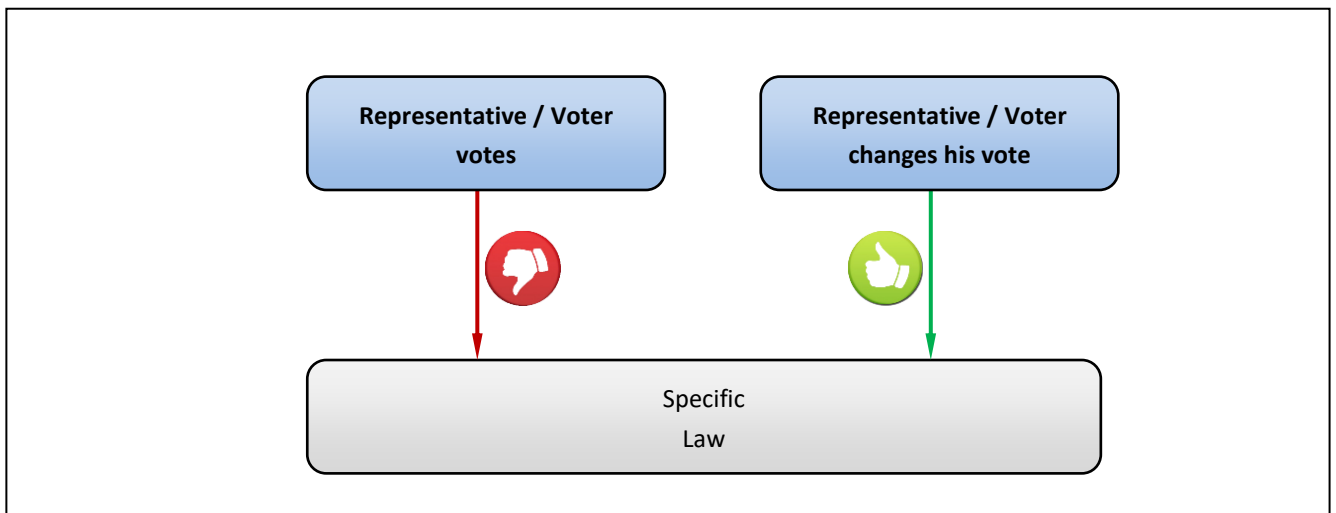 Representative / Voter
votes
Representative / Voter
changes his vote
Specific
Law